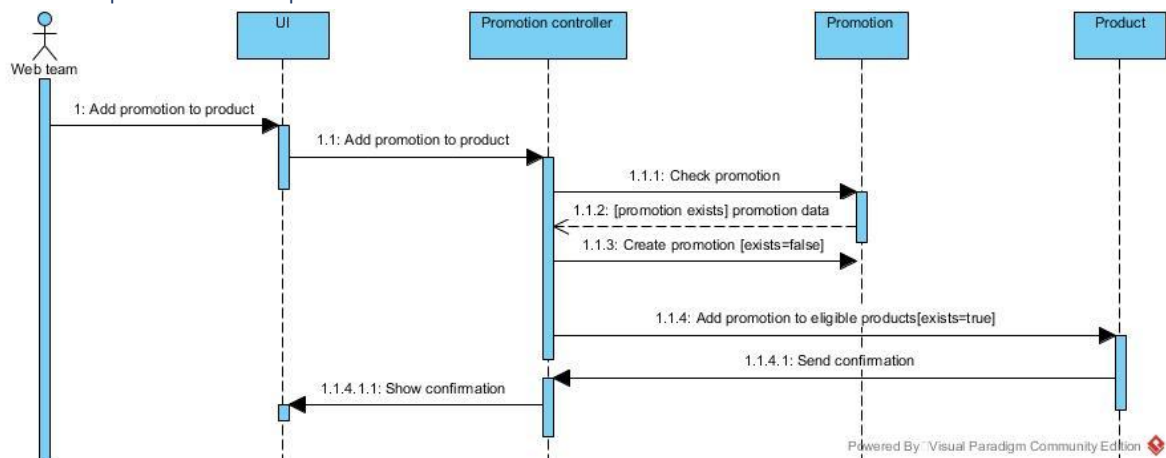 UI
Promotion controller
Promotion
Product
Web team
1: Add promotion to product
1.1: Add promotion to product
1.1.1: Check promotion
1.1.2: [promotion exists] promotion data
1.1.3: Create promotion [exists=false]
1.1.4: Add promotion to eligible products[exists=true]
1.1.4.1: Send confirmation
1.1.4.1.1: Show confirmation
Powered By Visual Paradigm Community Edition